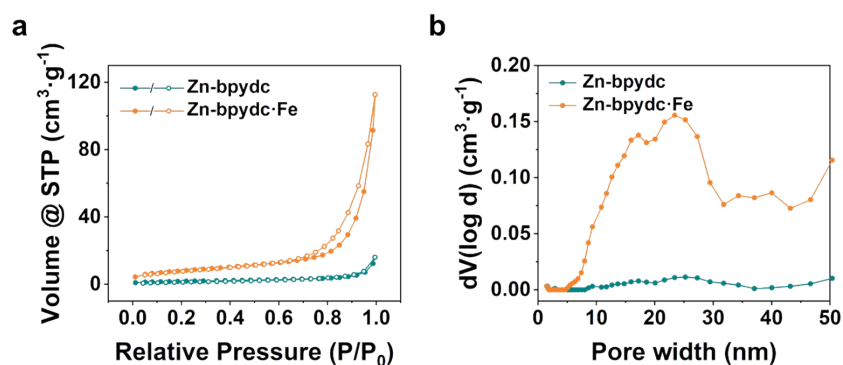 a
Volume @ STP (cm³·g⁻¹)
120
80
40
0
Zn-bpydc
Zn-bpydc·Fe
0.0 0.2 0.4 0.6 0.8 1.0
Relative Pressure (P/P₀)
b
dV(log d) (cm³·g⁻¹)
0.20
0.15
0.10
0.05
0.00
Zn-bpydc
Zn-bpydc·Fe
0 10 20 30 40 50
Pore width (nm)